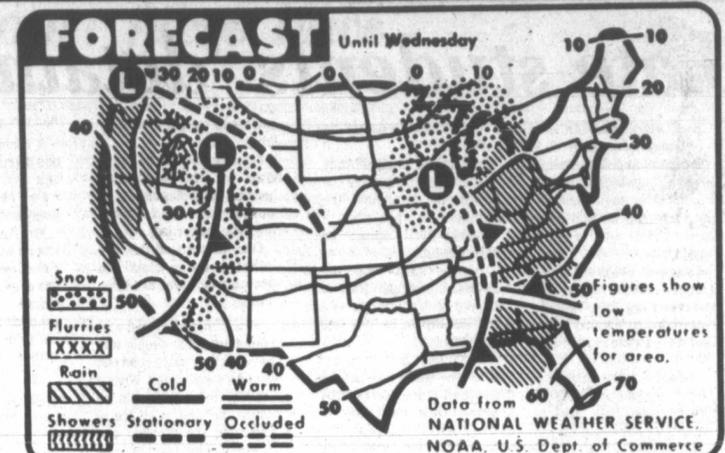 FORECAST
Until Wednesday
L 30 20 10 0 0 0 10 10 10
20
40
L
30
L
30
40
50
50
50 40 40
50
60
70
Snow
Flurries
XXXX
Rain
Showers
Cold
Warm
Stationary
Occluded
Figures show
low
temperatures
for area.
Data from
NATIONAL WEATHER SERVICE,
NOAA, U.S. Dept. of Commerce